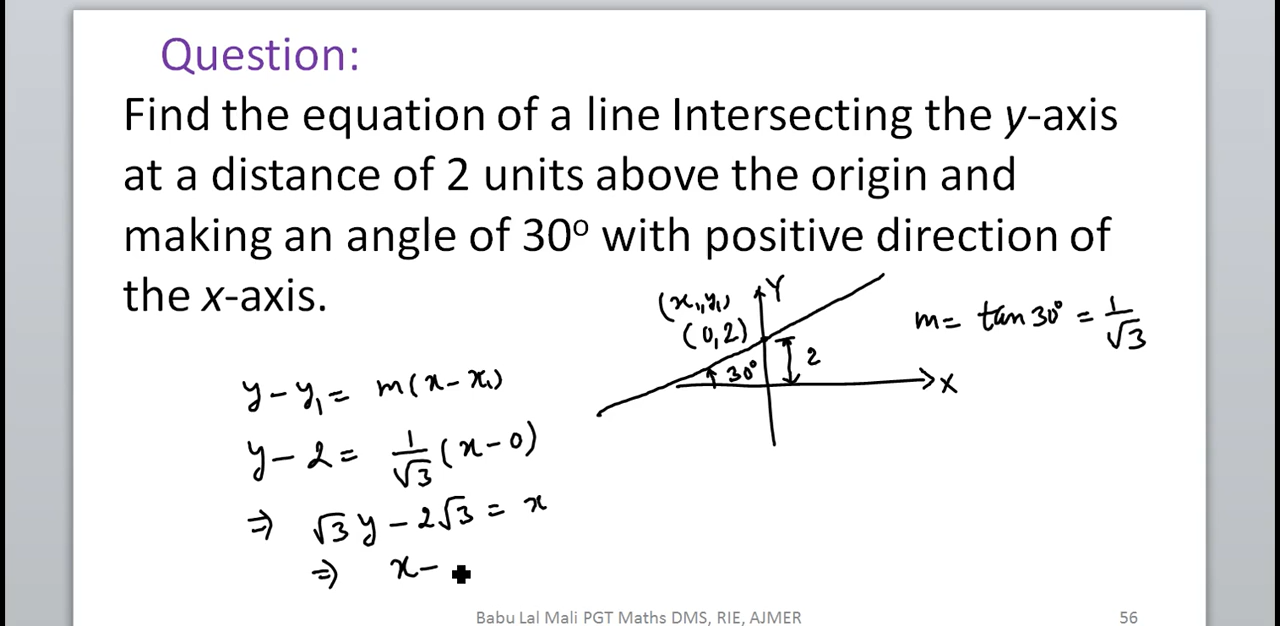 Question:
Find the equation of a line Intersecting the y-axis
at a distance of 2 units above the origin and
making an angle of 30º with positive direction of
the x-axis.
(x₁,y₁)
(0,2)
Y
30°
2
X
m= tan 30° = 1/√3
y-y₁= m(x-x₁)
y-2= 1/√3 (x-0)
⇒ √3y-2√3 = x
⇒ x-
Babu Lal Mali PGT Maths DMS, RIE, AJMER
56